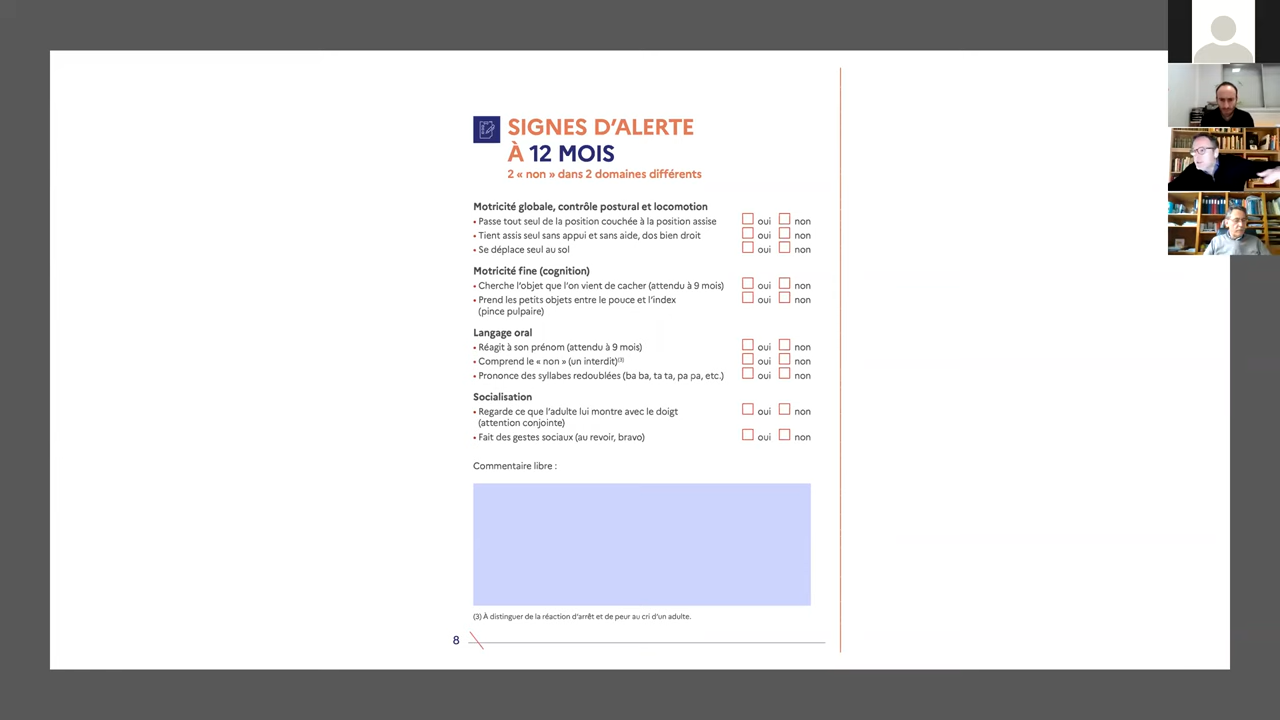 SIGNES D'ALERTE
À 12 MOIS
2 « non » dans 2 domaines différents
Motricité globale, contrôle postural et locomotion
• Passe tout seul de la position couchée à la position assise oui non
• Tient assis seul sans appui et sans aide, dos bien droit oui non
• Se déplace seul au sol oui non
Motricité fine (cognition)
• Cherche l'objet que l'on vient de cacher (attendu à 9 mois) oui non
• Prend les petits objets entre le pouce et l'index oui non
(pince pulpaire)
Langage oral
• Réagit à son prénom (attendu à 9 mois) oui non
• Comprend le « non » (un interdit)(3) oui non
• Prononce des syllabes redoublées (ba ba, ta ta, pa pa, etc.) oui non
Socialisation
• Regarde ce que l'adulte lui montre avec le doigt oui non
(attention conjointe)
• Fait des gestes sociaux (au revoir, bravo) oui non
Commentaire libre :
(3) À distinguer de la réaction d'arrêt et de peur au cri d'un adulte.
8